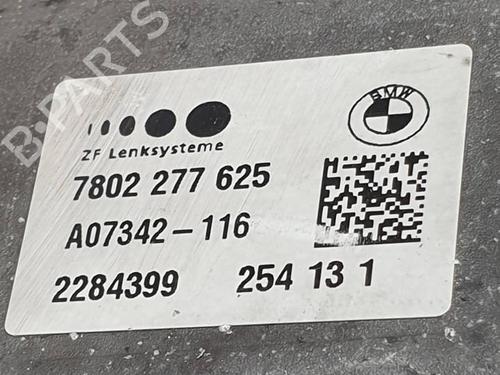 B-PARTS
BMW
ZF Lenksysteme
7802 277 625
A07342-116
2284399 254 13 1